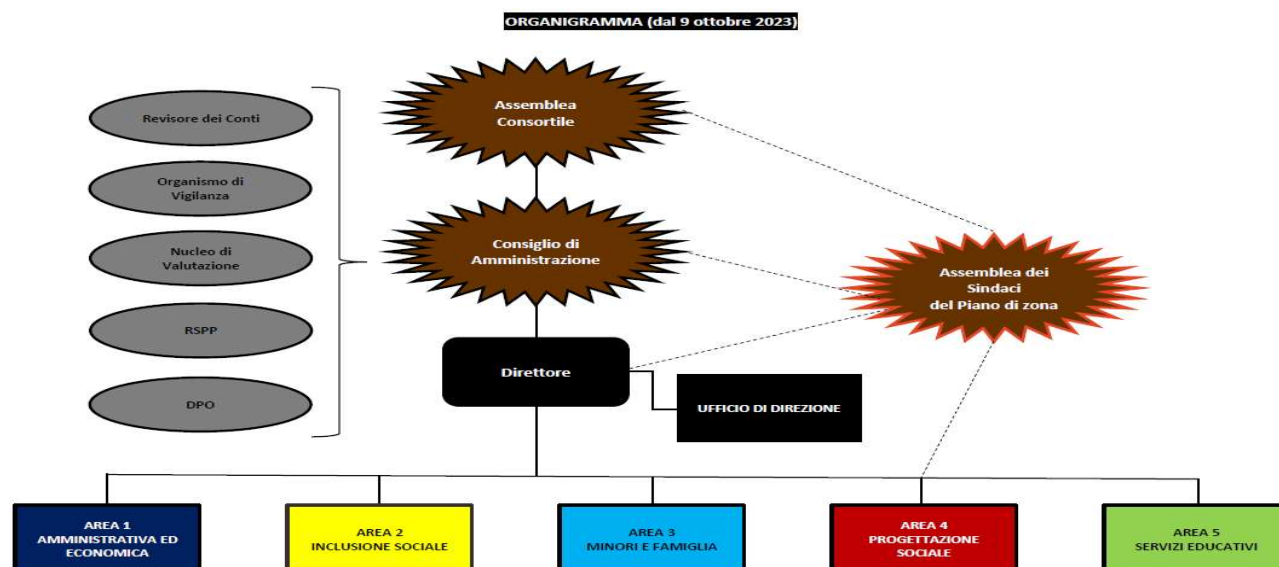 ORGANIGRAMMA (dal 9 ottobre 2023)
Assemblea
Consortile
Revisore dei Conti
Organismo di
Vigilanza
Nucleo di
Valutazione
RSPP
DPO
Consiglio di
Amministrazione
Assemblea dei
Sindaci
del Piano di zona
Direttore
UFFICIO DI DIREZIONE
AREA 1
AMMINISTRATIVA ED
ECONOMICA
AREA 2
INCLUSIONE SOCIALE
AREA 3
MINORI E FAMIGLIA
AREA 4
PROGETTAZIONE
SOCIALE
AREA 5
SERVIZI EDUCATIVI